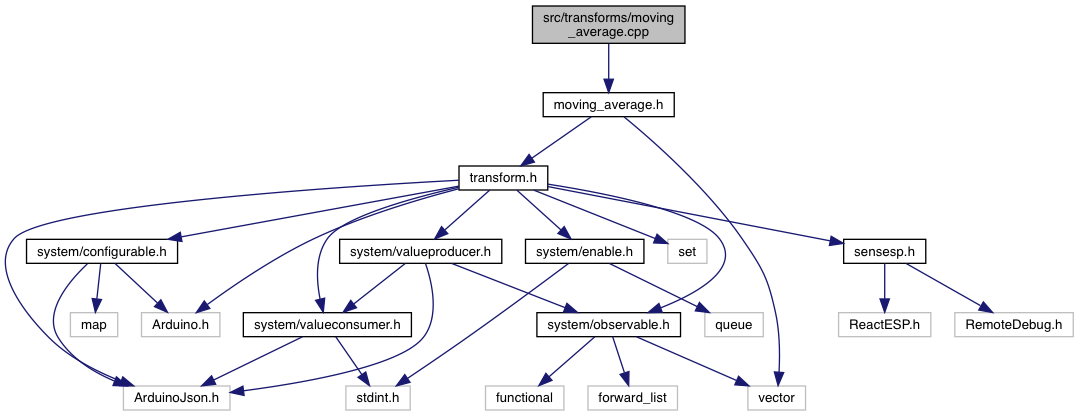 src/transforms/moving
_average.cpp
moving_average.h
transform.h
system/configurable.h
system/valueproducer.h
system/enable.h
set
sensesp.h
map
Arduino.h
system/valueconsumer.h
system/observable.h
queue
ReactESP.h
RemoteDebug.h
ArduinoJson.h
stdint.h
functional
forward_list
vector